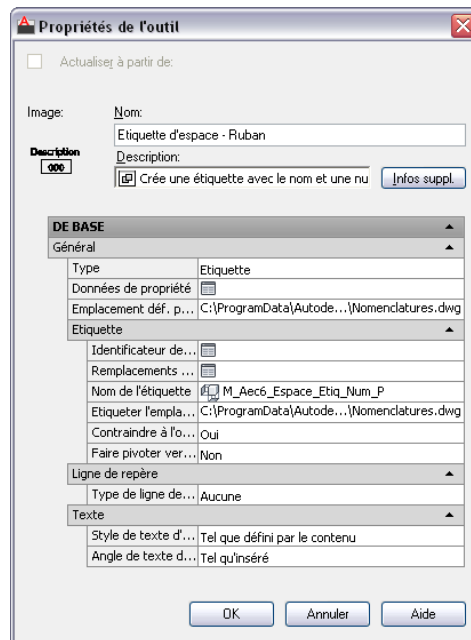 Propriétés de l'outil
Actualiser à partir de:
Image:
Nom:
Etiquette d'espace - Ruban
Description
000
Description:
Crée une étiquette avec le nom et une nu
Infos suppl.
DE BASE
Général
Type Etiquette
Données de propriété
Emplacement déf. p... C:\ProgramData\Autode...\Nomenclatures.dwg
Etiquette
Identificateur de...
Remplacements ...
Nom de l'étiquette M_Aec6_Espace_Etiq_Num_P
Etiqueter l'empla... C:\ProgramData\Autode...\Nomenclatures.dwg
Contraindre à l'o... Oui
Faire pivoter ver... Non
Ligne de repère
Type de ligne de... Aucune
Texte
Style de texte d'... Tel que défini par le contenu
Angle de texte d... Tel qu'inséré
OK Annuler Aide